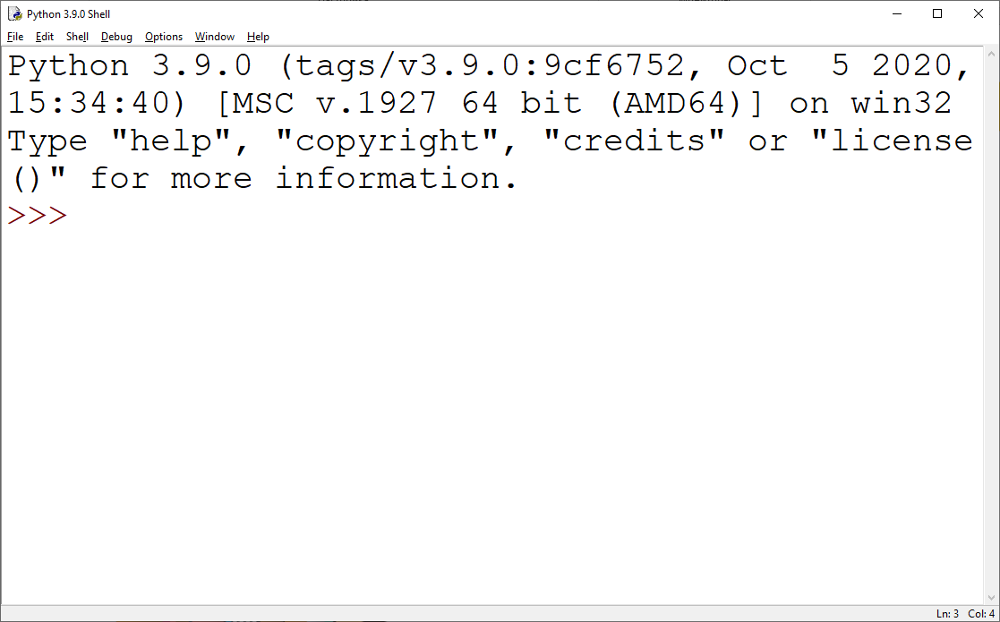 Python 3.9.0 Shell
File Edit Shell Debug Options Window Help
Python 3.9.0 (tags/v3.9.0:9cf6752, Oct  5 2020,
15:34:40) [MSC v.1927 64 bit (AMD64)] on win32
Type "help", "copyright", "credits" or "license
()" for more information.
>>>
Ln: 3 Col: 4